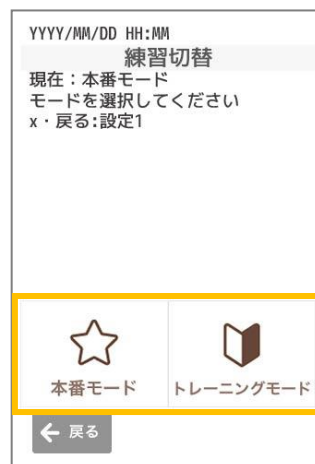 YYYY/MM/DD HH:MM
練習切替
現在：本番モード
モードを選択してください
x・戻る:設定1
本番モード
トレーニングモード
戻る